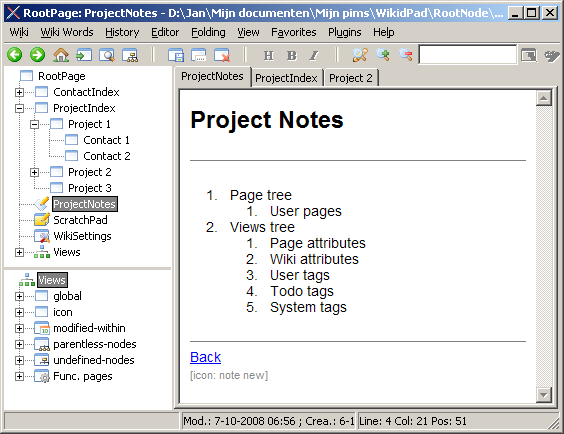 RootPage: ProjectNotes - D:\Jan\Mijn documenten\Mijn pims\WikidPad\RootNode\...
Wiki Wiki Words History Editor Folding View Favorites Plugins Help
H B I
ProjectNotes ProjectIndex Project 2
RootPage
ContactIndex
ProjectIndex
Project 1
Contact 1
Contact 2
Project 2
Project 3
ProjectNotes
ScratchPad
WikiSettings
Views
Views
global
icon
modified-within
parentless-nodes
undefined-nodes
Func. pages
Project Notes
1. Page tree
1. User pages
2. Views tree
1. Page attributes
2. Wiki attributes
3. User tags
4. Todo tags
5. System tags
Back
[icon: note new]
Mod.: 7-10-2008 06:56 ; Crea.: 6-1 Line: 4 Col: 21 Pos: 51